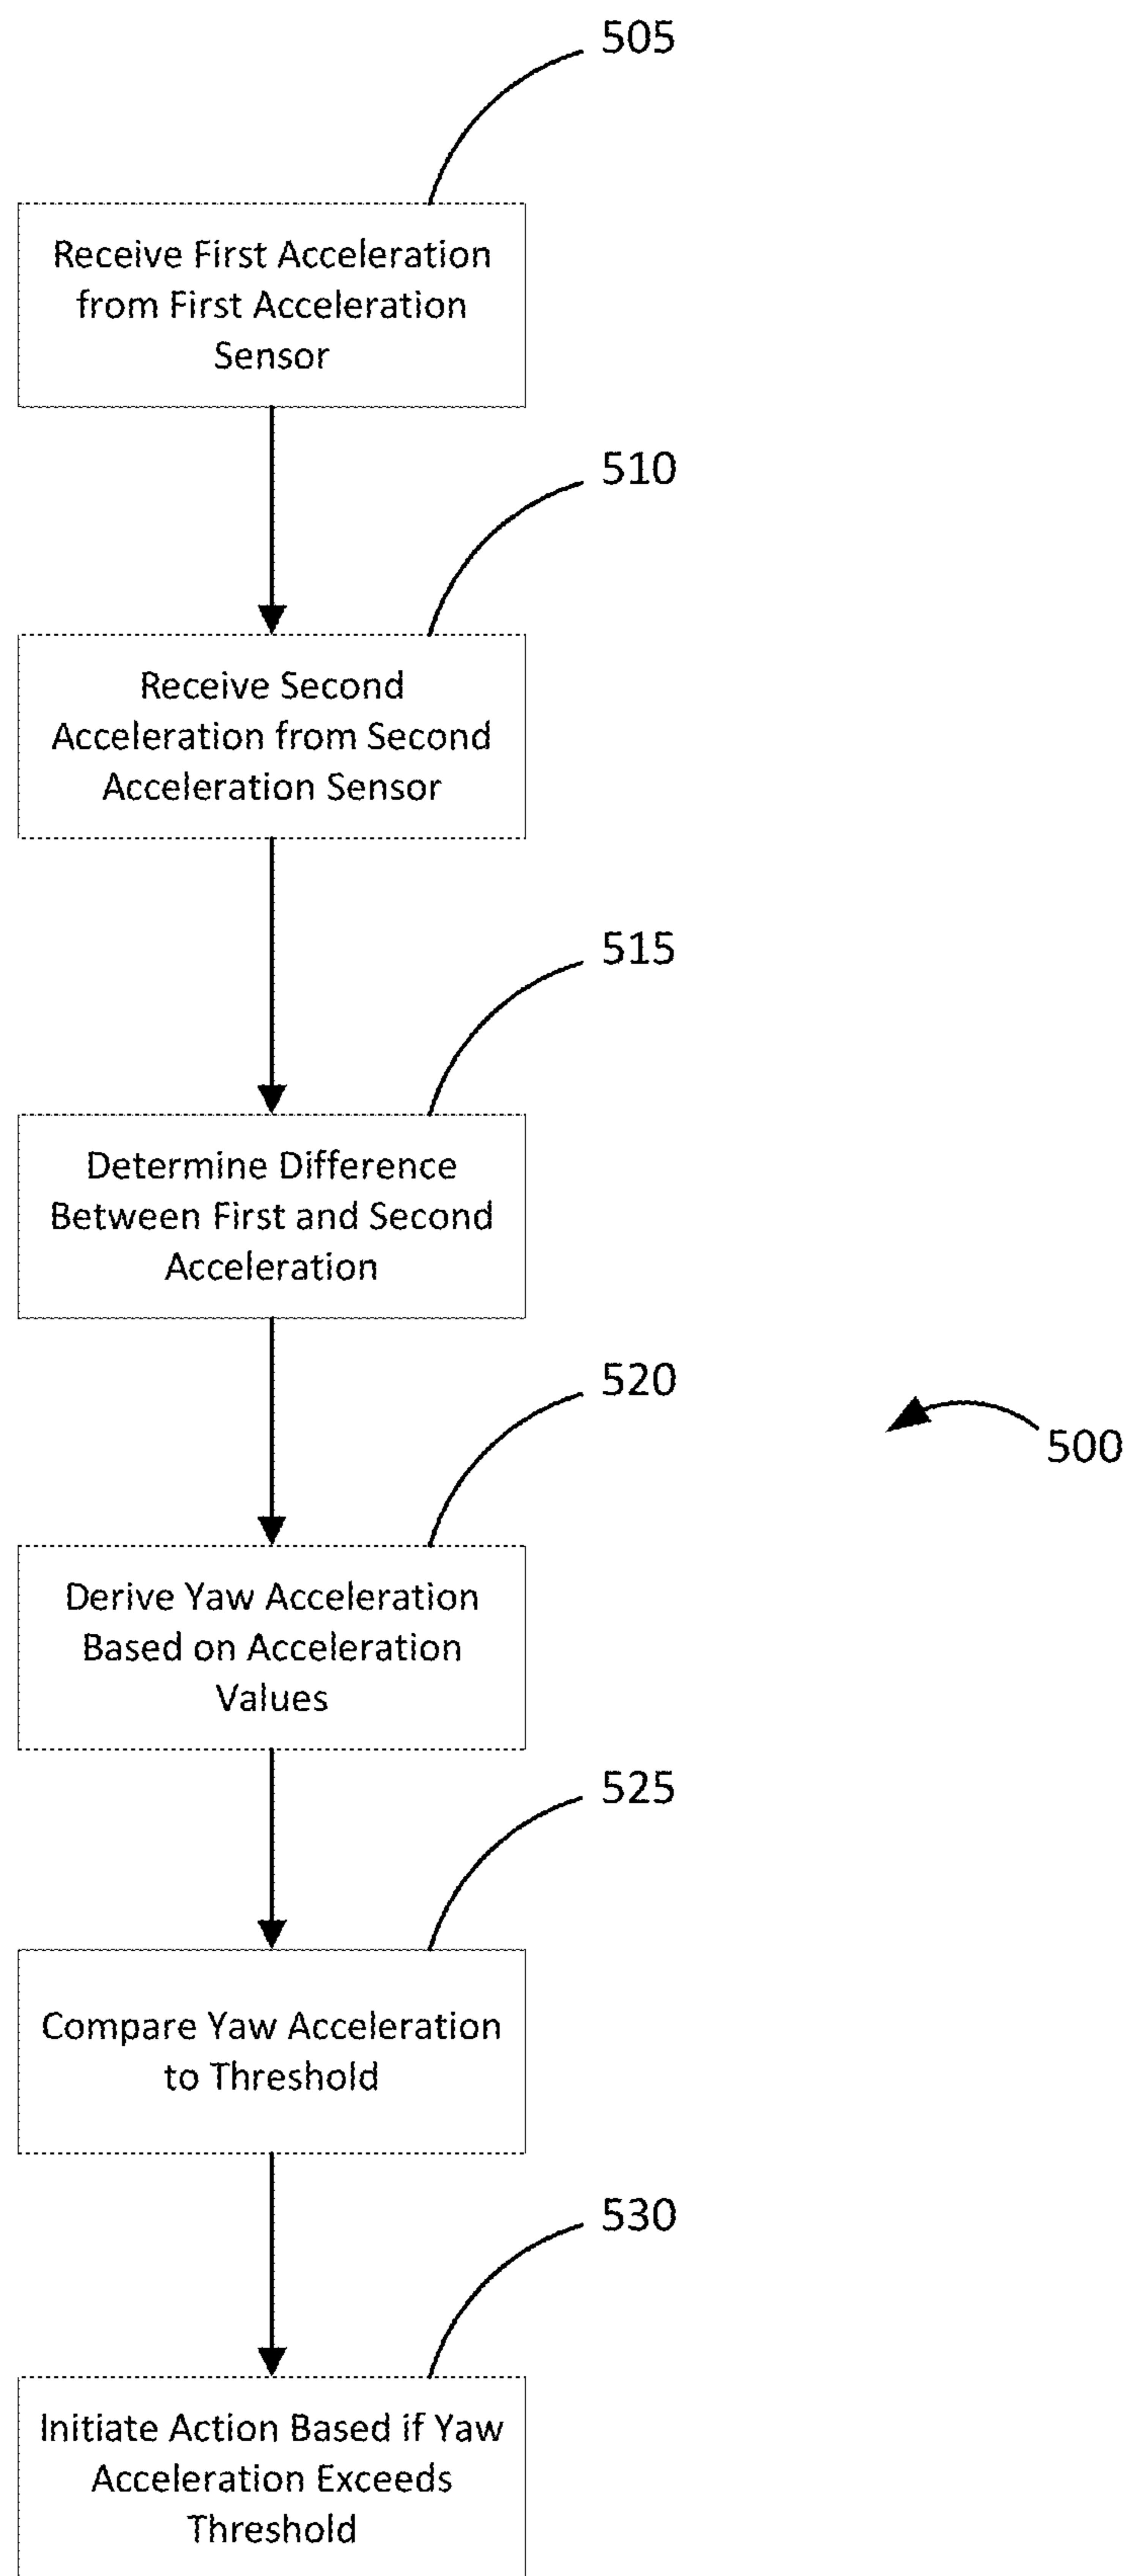 505
Receive First Acceleration
from First Acceleration
Sensor
510
Receive Second
Acceleration from Second
Acceleration Sensor
515
Determine Difference
Between First and Second
Acceleration
520
500
Derive Yaw Acceleration
Based on Acceleration
Values
525
Compare Yaw Acceleration
to Threshold
530
Initiate Action Based if Yaw
Acceleration Exceeds
Threshold